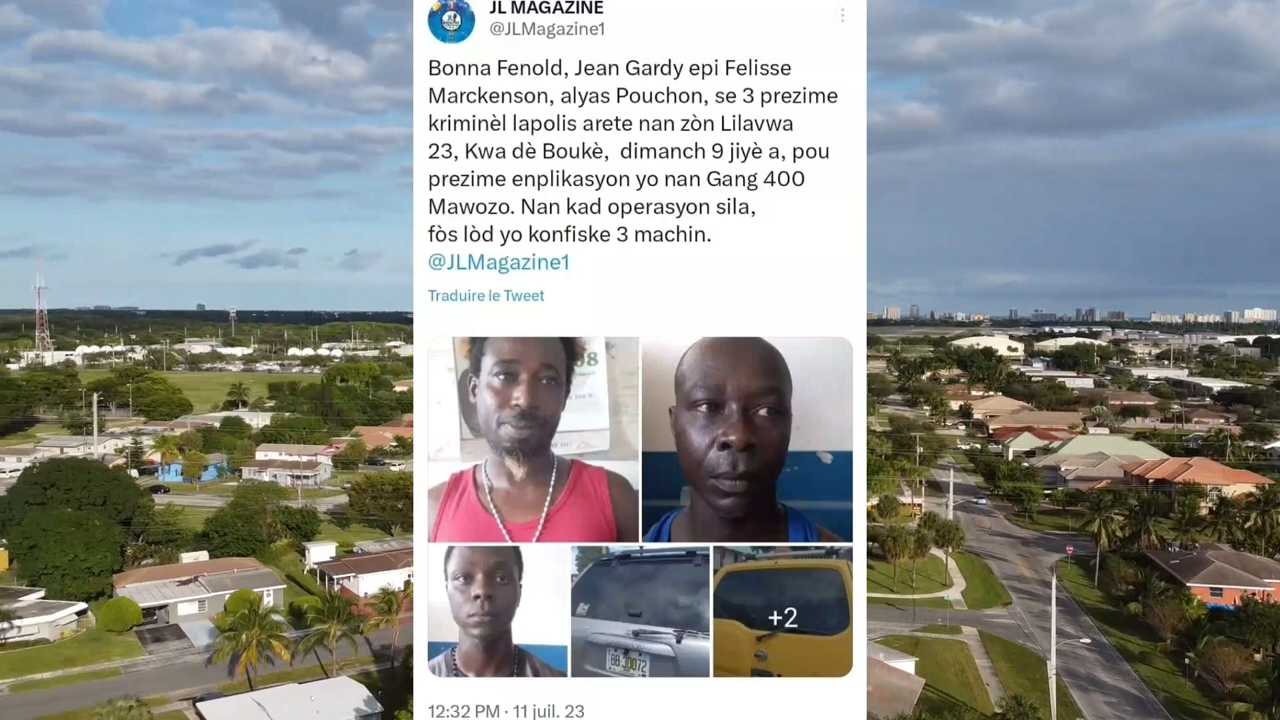 JL MAGAZINE
@JLMagazine1
Bonna Fenold, Jean Gardy epi Felisse
Marckenson, alyas Pouchon, se 3 prezime
kriminèl lapolis arete nan zòn Lilavwa
23, Kwa dè Boukè, dimanch 9 jiyè a, pou
prezime enplikasyon yo nan Gang 400
Mawozo. Nan kad operasyon sila,
fòs lòd yo konfiske 3 machin.
@JLMagazine1
Traduire le Tweet
+2
12:32 PM · 11 juil. 23